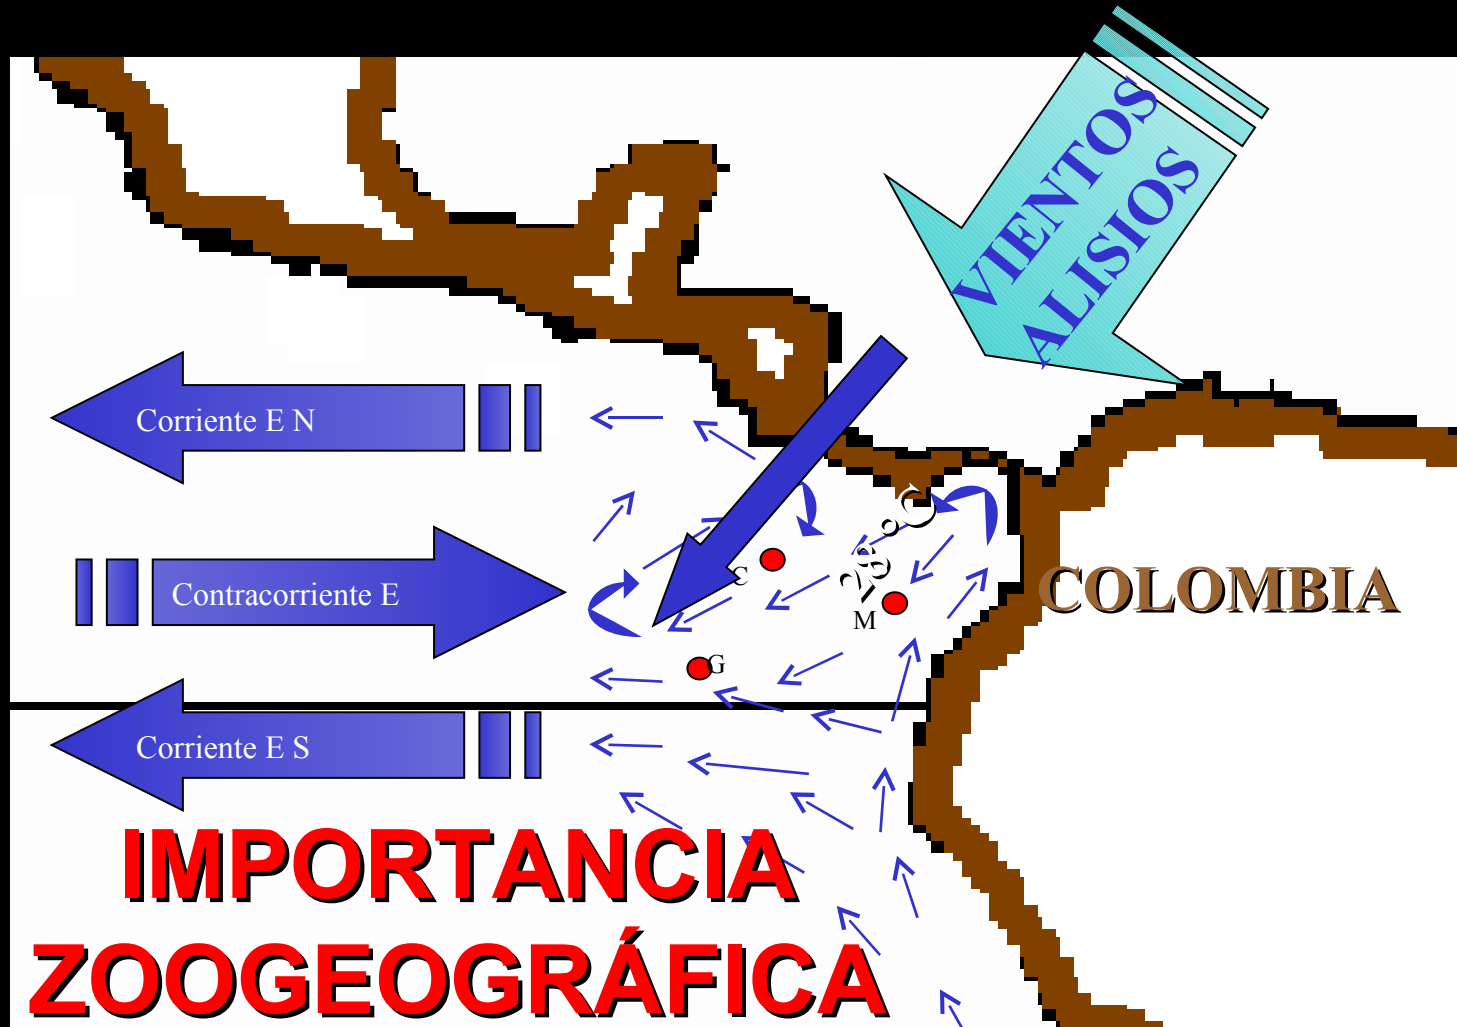 VIENTOS
ALISIOS
Corriente E N
28 °C
C
Contracorriente E
COLOMBIA
M
G
Corriente E S
IMPORTANCIA
ZOOGEOGRÁFICA